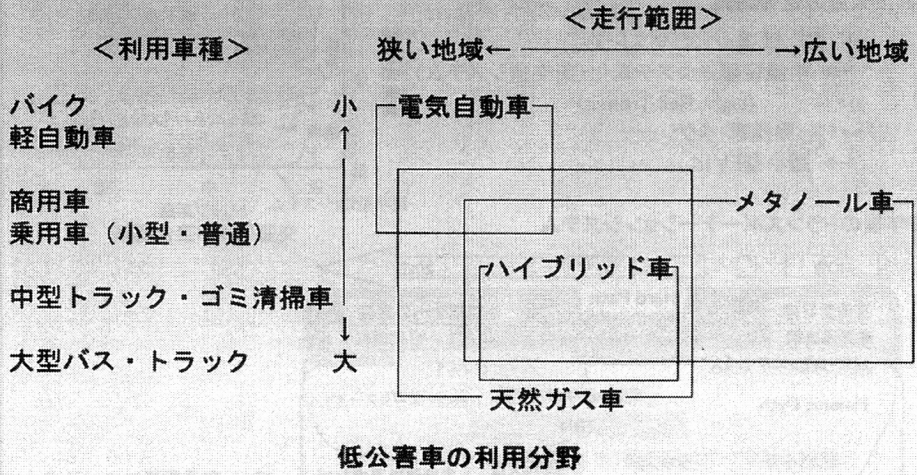 ＜走行範囲＞
＜利用車種＞ 狭い地域← →広い地域
バイク 小 電気自動車
軽自動車
商用車 メタノール車
乗用車（小型・普通）
ハイブリッド車
中型トラック・ゴミ清掃車
大型バス・トラック 大
天然ガス車
低公害車の利用分野